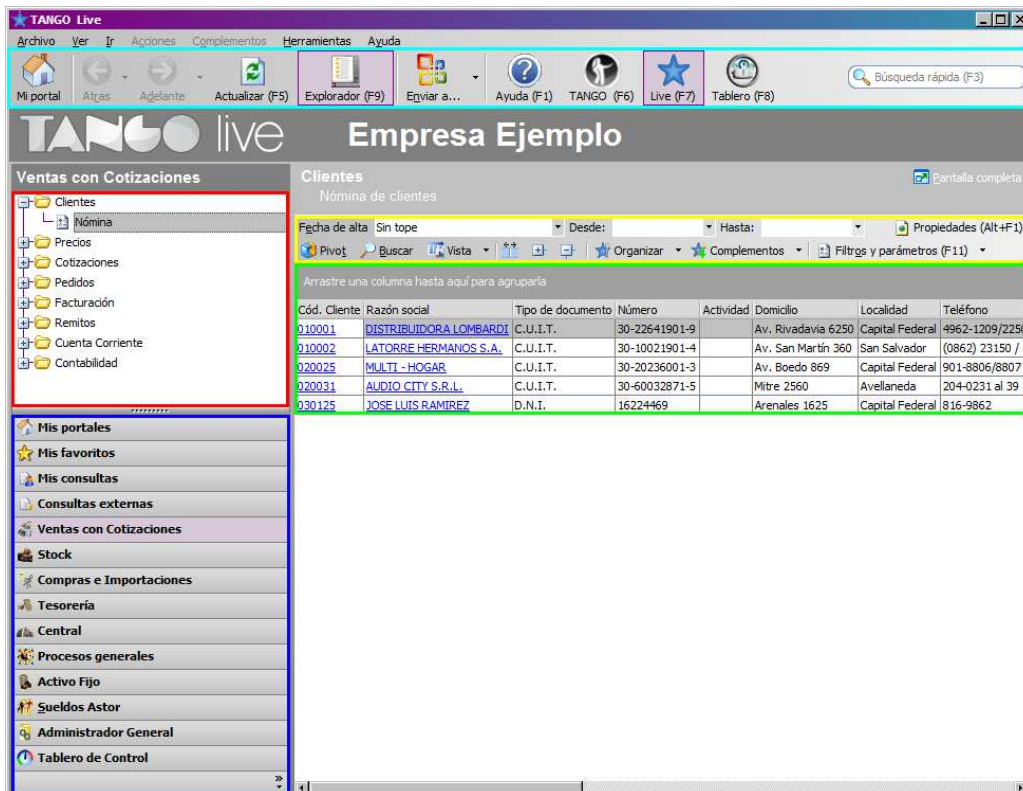 TANGO Live
Archivo Ver Ir Acciones Complementos Herramientas Ayuda
Mi portal Atras Adelante Actualizar (F5) Explorador (F9) Enviar a... Ayuda (F1) TANGO (F6) Live (F7) Tablero (F8) Búsqueda rápida (F3)
TANGO live Empresa Ejemplo
Ventas con Cotizaciones
Clientes
Nómina
Precios
Cotizaciones
Pedidos
Facturación
Remitos
Cuenta Corriente
Contabilidad
Mis portales
Mis favoritos
Mis consultas
Consultas externas
Ventas con Cotizaciones
Stock
Compras e Importaciones
Tesorería
Central
Procesos generales
Activo Fijo
Sueldos Astor
Administrador General
Tablero de Control
Clientes Pantalla completa
Nómina de clientes
Fecha de alta Sin tope Desde: Hasta: Propiedades (Alt+F1)
Pivot Buscar Vista Organizar Complementos Filtros y parámetros (F11)
Arrastre una columna hasta aquí para agruparla
Cód. Cliente Razón social Tipo de documento Número Actividad Domicilio Localidad Teléfono
010001 DISTRIBUIDORA LOMBARDI C.U.I.T. 30-22641901-9 Av. Rivadavia 6250 Capital Federal 4962-1209/2250
010002 LATORRE HERMANOS S.A. C.U.I.T. 30-10021901-4 Av. San Martín 360 San Salvador (0862) 23150 /
020025 MULTI - HOGAR C.U.I.T. 30-20236001-3 Av. Boedo 869 Capital Federal 901-8806/8807
020031 AUDIO CITY S.R.L. C.U.I.T. 30-60032871-5 Mitre 2560 Avellaneda 204-0231 al 39
030125 JOSE LUIS RAMIREZ D.N.I. 16224469 Arenales 1625 Capital Federal 816-9862